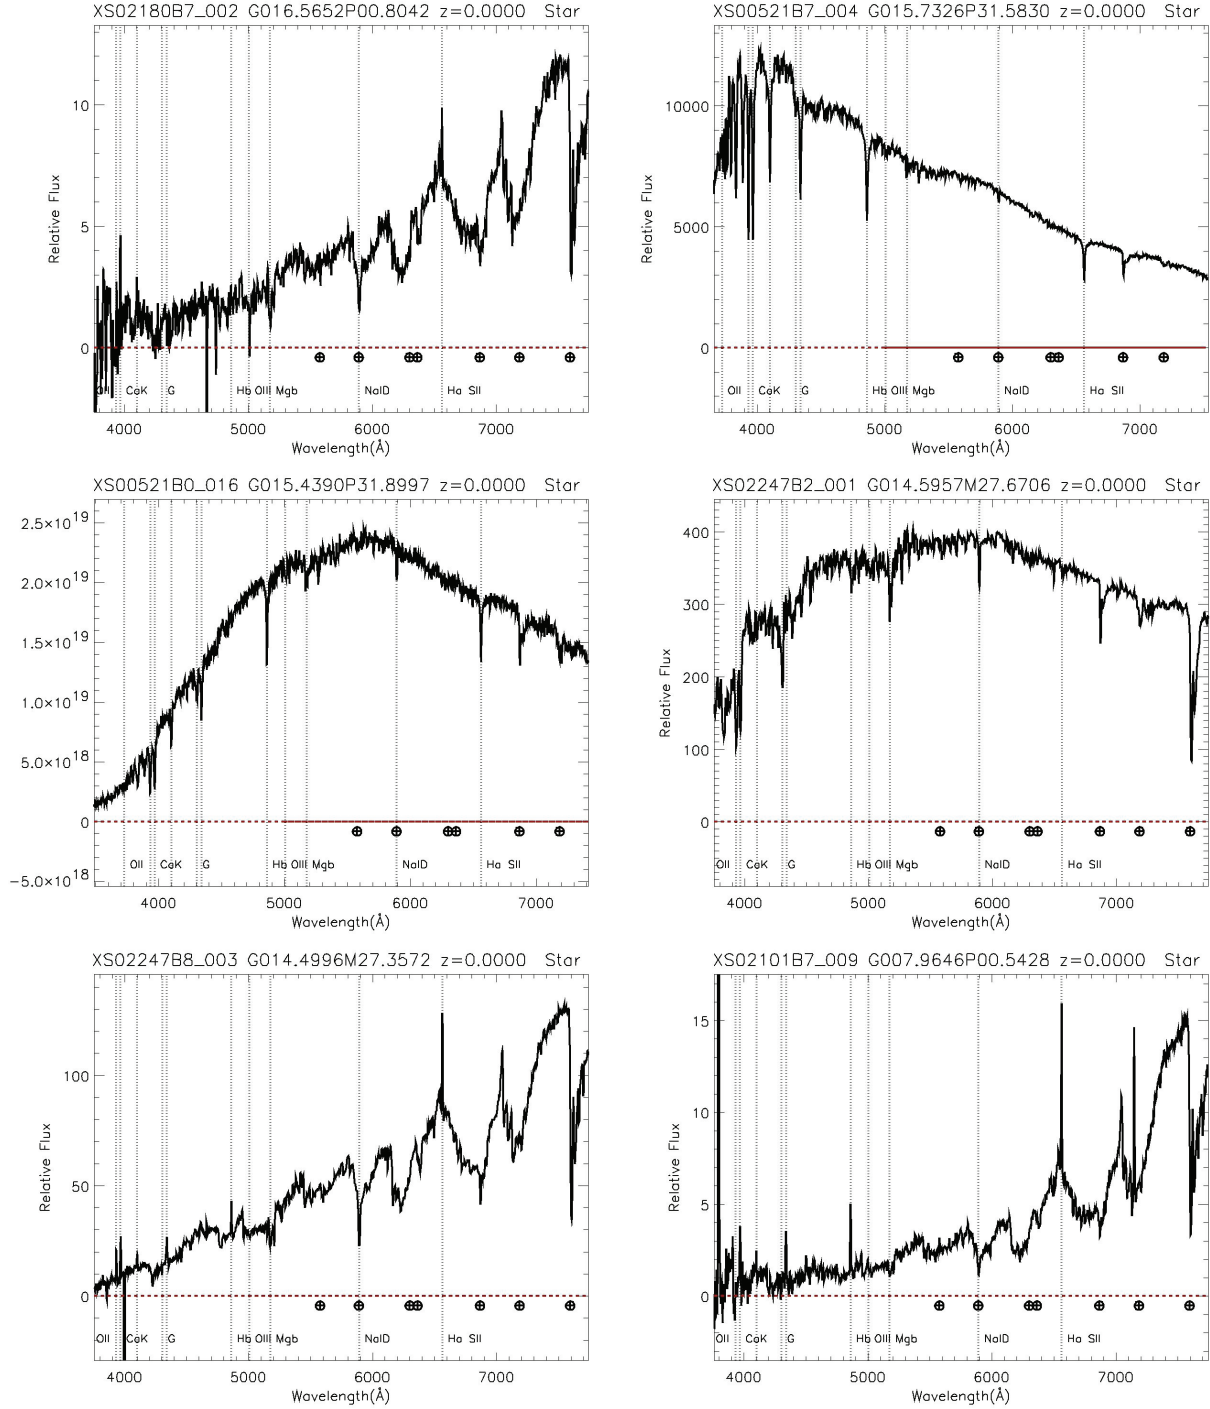 XS02180B7_002 G016.5652P00.8042 z=0.0000 Star
Relative Flux
10
5
0
OII CaK G Hb OIII Mgb NaID Ha SII
4000 5000 6000 7000
Wavelength(Å)
XS00521B7_004 G015.7326P31.5830 z=0.0000 Star
Relative Flux
10000
5000
0
OII CaK G Hb OIII Mgb NaID Ha SII
4000 5000 6000 7000
Wavelength(Å)
XS00521B0_016 G015.4390P31.8997 z=0.0000 Star
Relative Flux
2.5×10^19
2.0×10^19
1.5×10^19
1.0×10^19
5.0×10^18
0
−5.0×10^18
OII CaK G Hb OIII Mgb NaID Ha SII
4000 5000 6000 7000
Wavelength(Å)
XS02247B2_001 G014.5957M27.6706 z=0.0000 Star
Relative Flux
400
300
200
100
0
OII CaK G Hb OIII Mgb NaID Ha SII
4000 5000 6000 7000
Wavelength(Å)
XS02247B8_003 G014.4996M27.3572 z=0.0000 Star
Relative Flux
100
50
0
OII CaK G Hb OIII Mgb NaID Ha SII
4000 5000 6000 7000
Wavelength(Å)
XS02101B7_009 G007.9646P00.5428 z=0.0000 Star
Relative Flux
15
10
5
0
OII CaK G Hb OIII Mgb NaID Ha SII
4000 5000 6000 7000
Wavelength(Å)